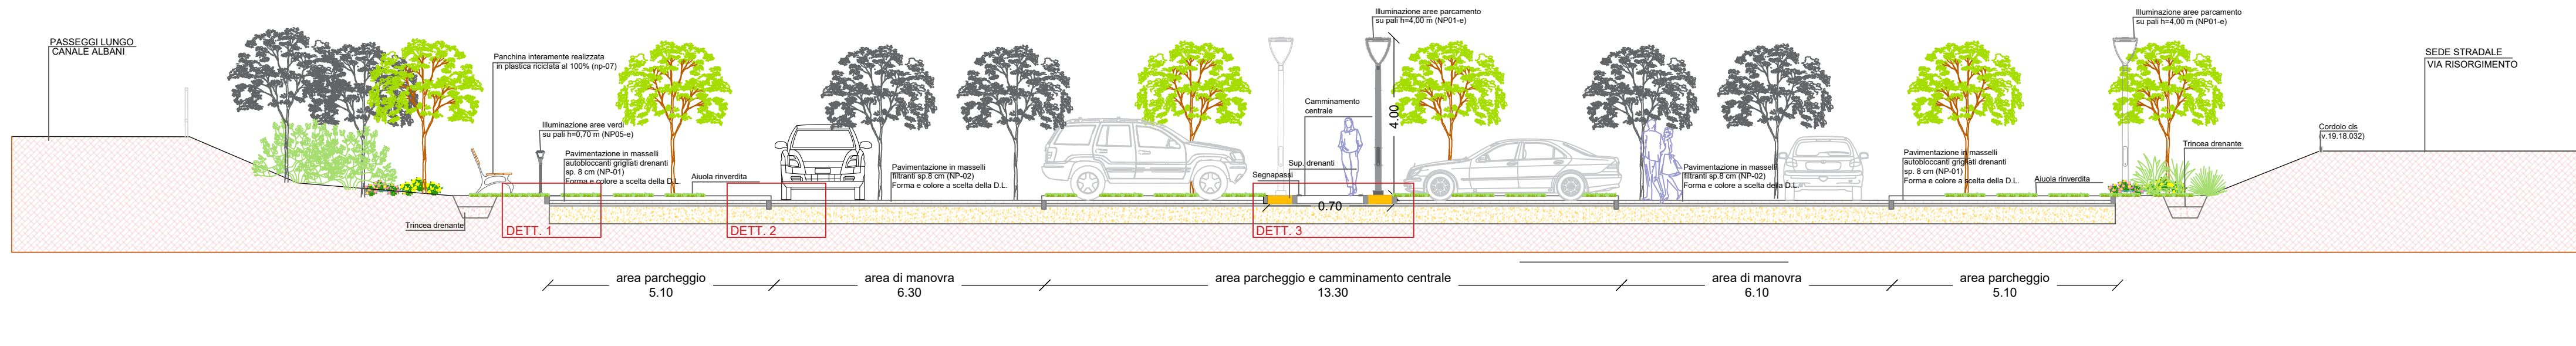 PASSEGGI LUNGO
CANALE ALBANI
Panchina interamente realizzata
in plastica riciclata al 100% (np-07)
Illuminazione aree verdi
su pali h=0,70 m (NP05-e)
Pavimentazione in masselli
autobloccanti grigliati drenanti
sp. 8 cm (NP-01)
Forma e colore a scelta della D.L.
Aiuola rinverdita
Trincea drenante
DETT. 1
DETT. 2
Pavimentazione in masselli
filtranti sp.8 cm (NP-02)
Forma e colore a scelta della D.L.
Illuminazione aree parcamento
su pali h=4,00 m (NP01-e)
4.00
Camminamento
centrale
Sup. drenanti
Segnapassi
0.70
DETT. 3
Pavimentazione in masselli
filtranti sp.8 cm (NP-02)
Forma e colore a scelta della D.L.
Pavimentazione in masselli
autobloccanti grigliati drenanti
sp. 8 cm (NP-01)
Forma e colore a scelta della D.L.
Aiuola rinverdita
Illuminazione aree parcamento
su pali h=4,00 m (NP01-e)
Trincea drenante
Cordolo cls
(v.19.18.032)
SEDE STRADALE
VIA RISORGIMENTO
area parcheggio
5.10
area di manovra
6.30
area parcheggio e camminamento centrale
13.30
area di manovra
6.10
area parcheggio
5.10